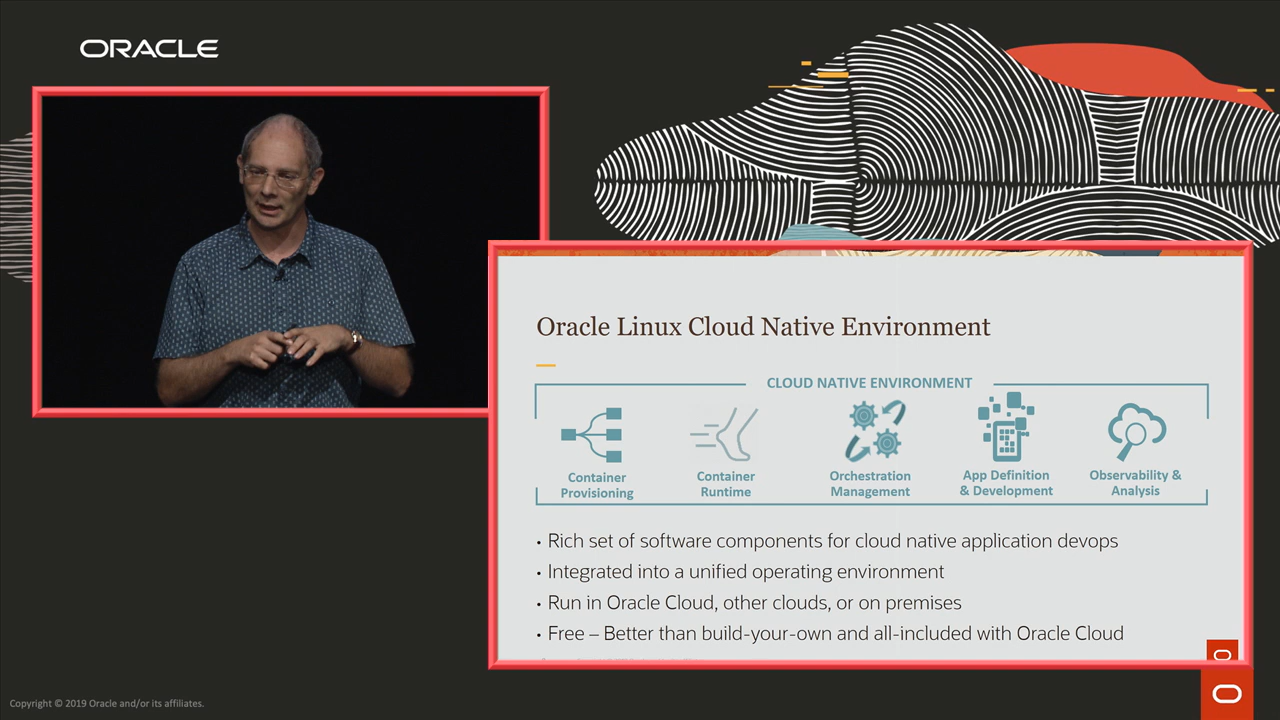 ORACLE
Oracle Linux Cloud Native Environment
CLOUD NATIVE ENVIRONMENT
Container
Provisioning
Container
Runtime
Orchestration
Management
App Definition
& Development
Observability &
Analysis
• Rich set of software components for cloud native application devops
• Integrated into a unified operating environment
• Run in Oracle Cloud, other clouds, or on premises
• Free – Better than build-your-own and all-included with Oracle Cloud
Copyright © 2019 Oracle and/or its affiliates.